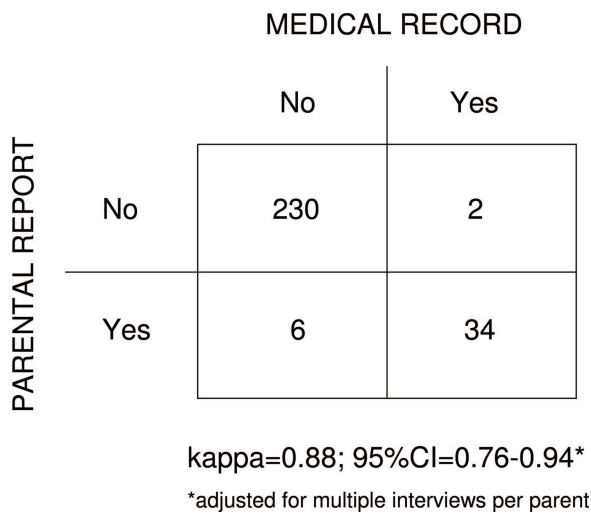 MEDICAL RECORD
No Yes
PARENTAL REPORT
No 230 2
Yes 6 34
kappa=0.88; 95%CI=0.76-0.94*
*adjusted for multiple interviews per parent